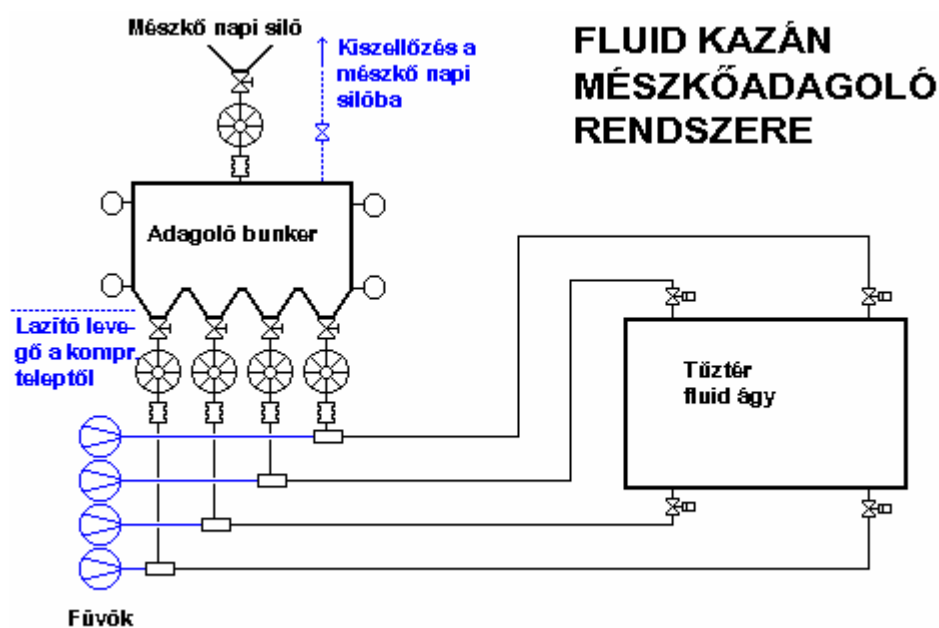 Mészkő napi siló
Kiszellőzés a
mészkő napi
silóba
FLUID KAZÁN
MÉSZKŐADAGOLÓ
RENDSZERE
Adagoló bunker
Lazító leve-
gő a kompr.
teleptől
Tűztér
fluid ágy
Fúvók